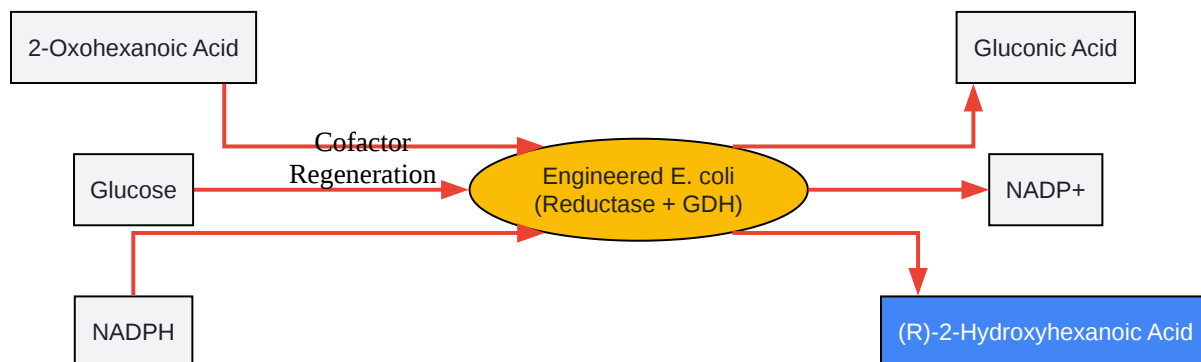 2-Oxohexanoic Acid
Gluconic Acid
Cofactor
Regeneration
Glucose
Engineered E. coli
(Reductase + GDH)
NADP+
NADPH
(R)-2-Hydroxyhexanoic Acid